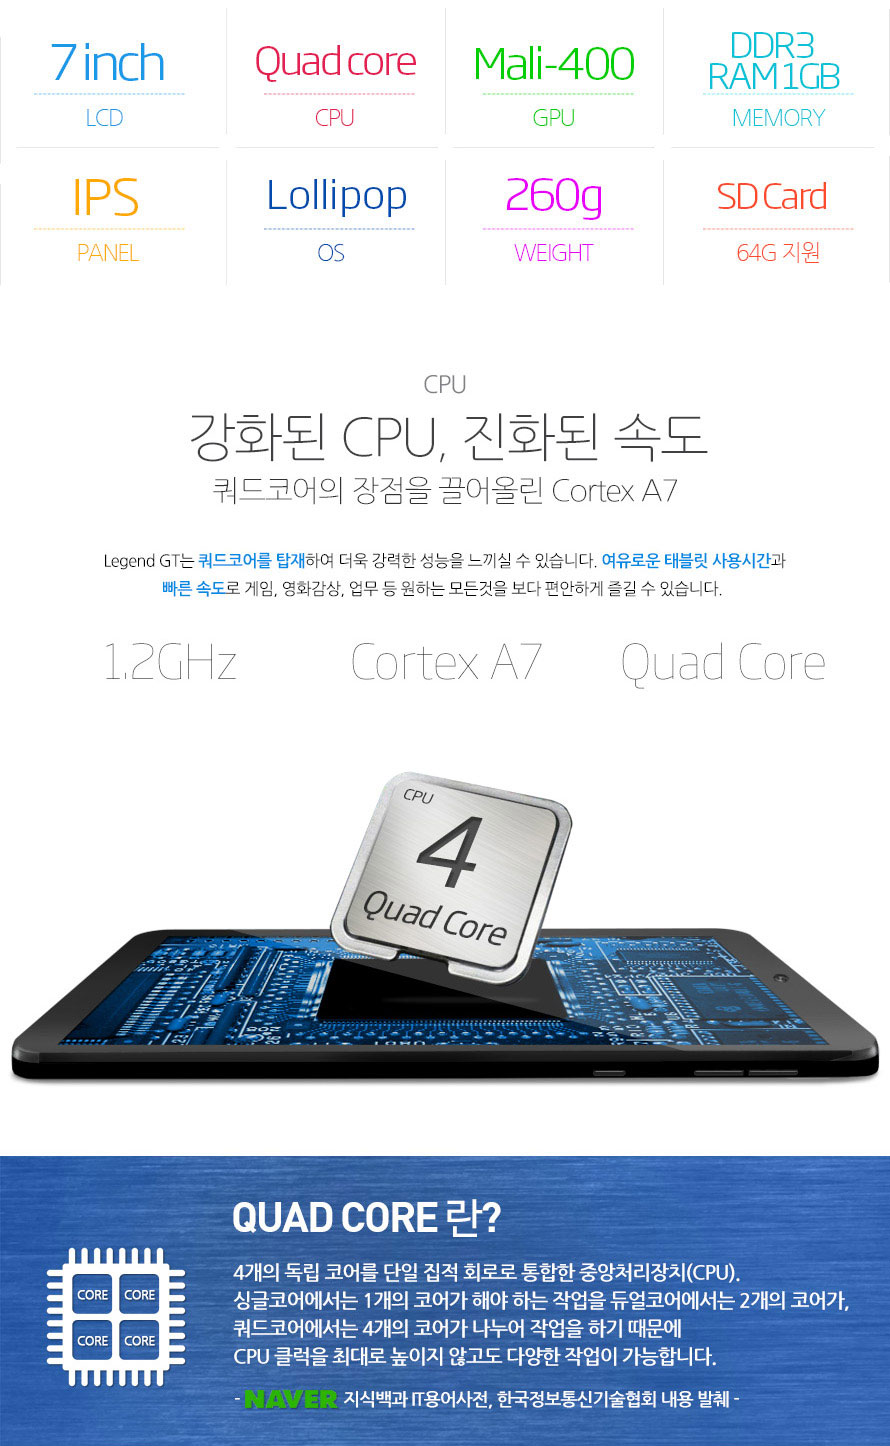 7 inch
LCD
Quad core
CPU
Mali-400
GPU
DDR3
RAM 1GB
MEMORY
IPS
PANEL
Lollipop
OS
260g
WEIGHT
SD Card
64G 지원
CPU
강화된 CPU, 진화된 속도
쿼드코어의 장점을 끌어올린 Cortex A7
Legend GT는 쿼드코어를 탑재하여 더욱 강력한 성능을 느끼실 수 있습니다. 여유로운 태블릿 사용시간과
빠른 속도로 게임, 영화감상, 업무 등 원하는 모든것을 보다 편안하게 즐길 수 있습니다.
1.2GHz
Cortex A7
Quad Core
CPU
4
Quad Core
QUAD CORE 란?
4개의 독립 코어를 단일 집적 회로로 통합한 중앙처리장치(CPU).
싱글코어에서는 1개의 코어가 해야 하는 작업을 듀얼코어에서는 2개의 코어가,
쿼드코어에서는 4개의 코어가 나누어 작업을 하기 때문에
CPU 클럭을 최대로 높이지 않고도 다양한 작업이 가능합니다.
CORE CORE
CORE CORE
- NAVER 지식백과 IT용어사전, 한국정보통신기술협회 내용 발췌 -